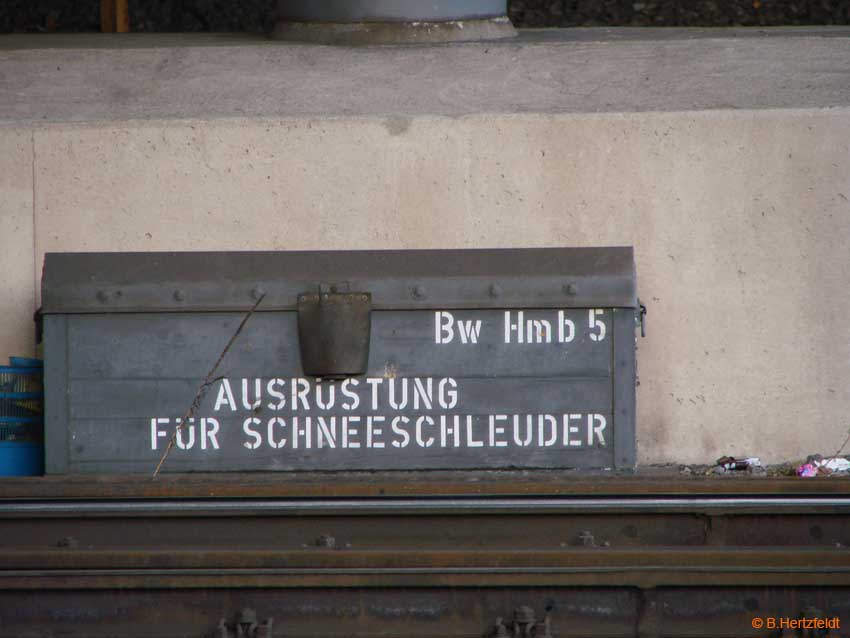 Bw Hmb 5
AUSRÜSTUNG
FÜR SCHNEESCHLEUDER
© B.Hertzfeldt